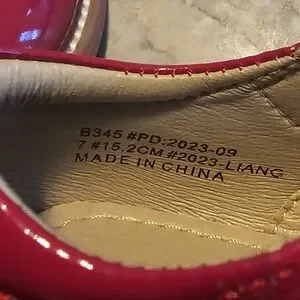 B345 #PD:2023-09
7 #15.2CM #2023-LIANG
MADE IN CHINA